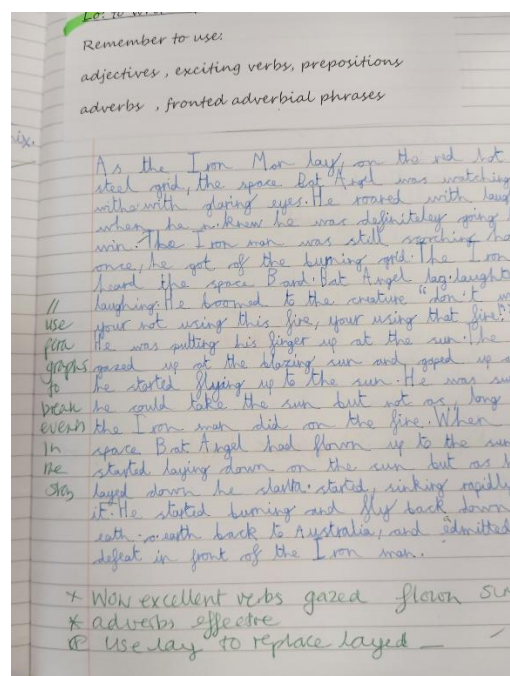 Remember to use:
adjectives , exciting verbs, prepositions
adverbs , fronted adverbial phrases
ix.
As the Iron Man lay, on the red hot
steel grid, the space Bat Angel was watching
with glaring eyes. He roared with
when he knew he was definitely going
win. The Iron man was still scorching
once, he got of the burning grid. The Iron
heard the space Bat Angel
laughing. He boomed to the creature "don't
your not using this fire, your using that fire."
He was putting his finger up at the sun. The
gazed up at the blazing sun and, gaped up
he started flying up to the sun. He was
he could take the sun but not as, long
the Iron man did on the fire. When
space Brat Angel had flown up to the sun
started laying down on the sun but as
layed down he started, sinking rapidly
it. He started burning and fly back down
earth back to Australia, and admitted
defeat in front of the Iron man.
//
use
para
graphs
to
break
events
in
the
story
* Wow excellent verbs gazed flown
* adverbs effective
use lay to replace layed